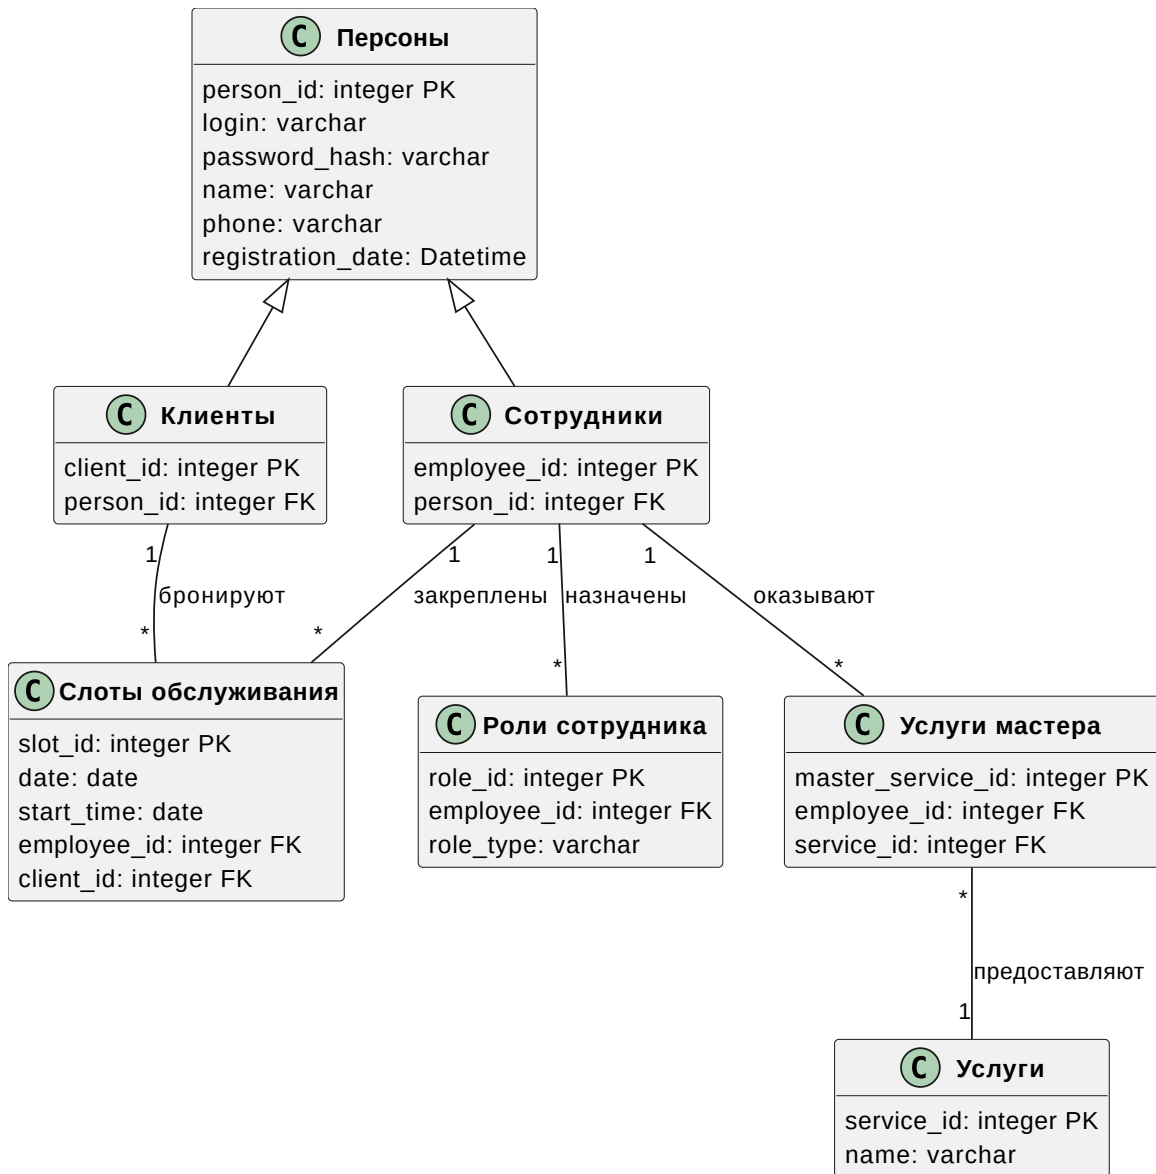 C Персоны
person_id: integer PK
login: varchar
password_hash: varchar
name: varchar
phone: varchar
registration_date: Datetime
C Клиенты
client_id: integer PK
person_id: integer FK
C Сотрудники
employee_id: integer PK
person_id: integer FK
1
бронируют
*
1
закреплены
*
1
назначены
*
1
оказывают
*
C Слоты обслуживания
slot_id: integer PK
date: date
start_time: date
employee_id: integer FK
client_id: integer FK
C Роли сотрудника
role_id: integer PK
employee_id: integer FK
role_type: varchar
C Услуги мастера
master_service_id: integer PK
employee_id: integer FK
service_id: integer FK
*
предоставляют
1
C Услуги
service_id: integer PK
name: varchar